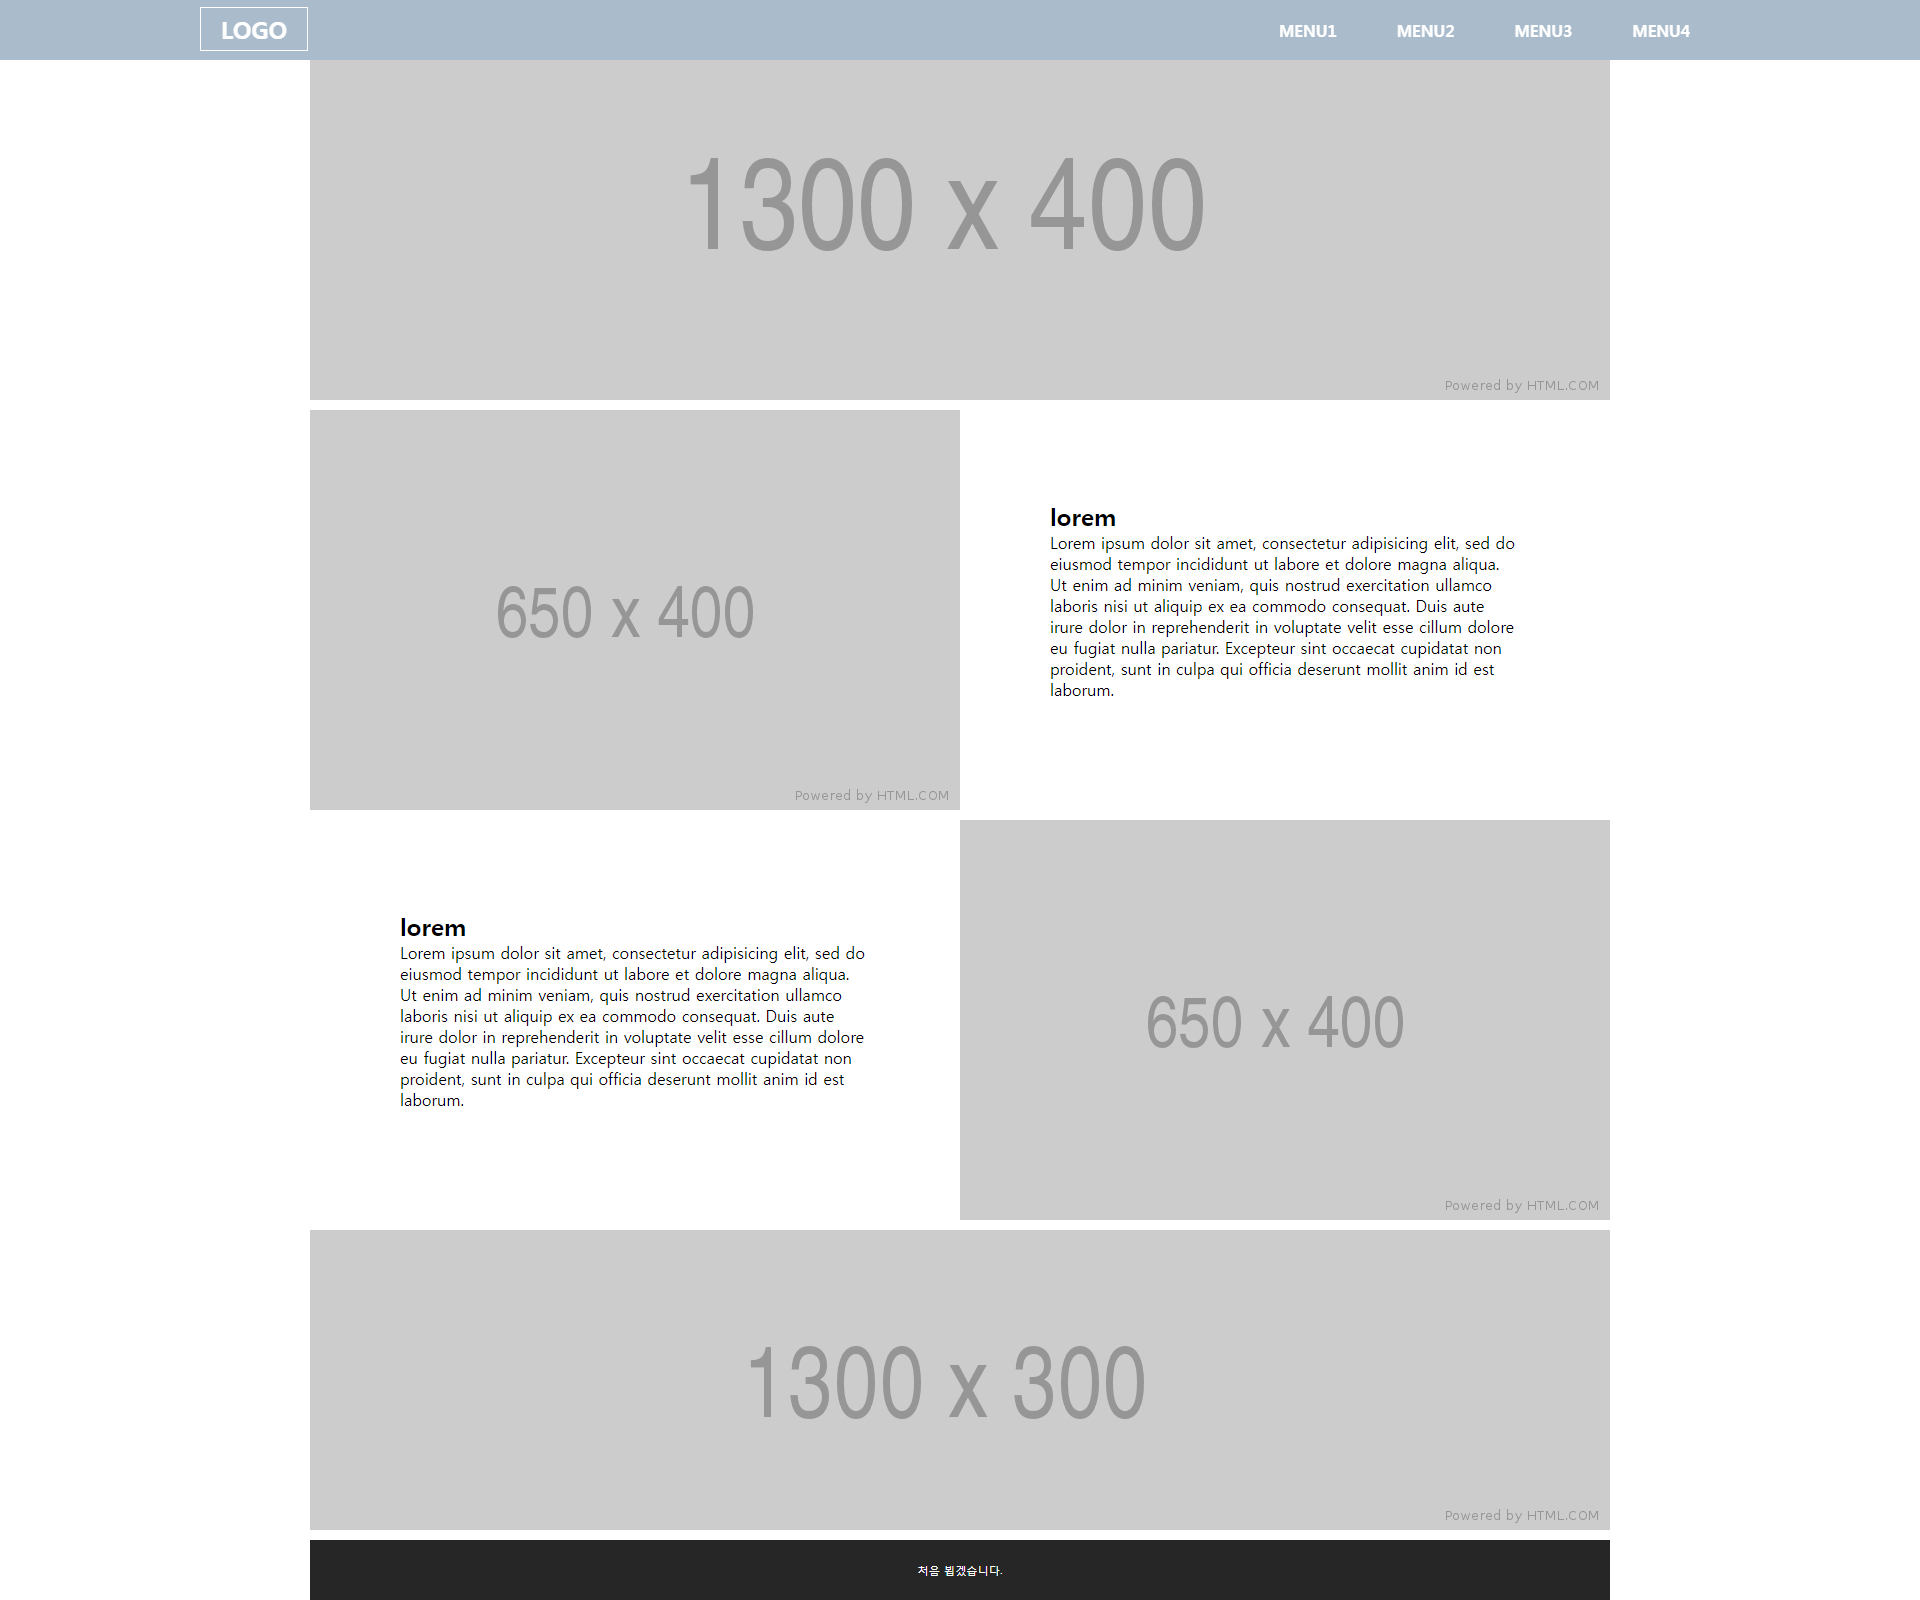 LOGO
MENU1 MENU2 MENU3 MENU4
1300 x 400
Powered by HTML.COM
650 x 400
Powered by HTML.COM
lorem
Lorem ipsum dolor sit amet, consectetur adipisicing elit, sed do
eiusmod tempor incididunt ut labore et dolore magna aliqua.
Ut enim ad minim veniam, quis nostrud exercitation ullamco
laboris nisi ut aliquip ex ea commodo consequat. Duis aute
irure dolor in reprehenderit in voluptate velit esse cillum dolore
eu fugiat nulla pariatur. Excepteur sint occaecat cupidatat non
proident, sunt in culpa qui officia deserunt mollit anim id est
laborum.
lorem
Lorem ipsum dolor sit amet, consectetur adipisicing elit, sed do
eiusmod tempor incididunt ut labore et dolore magna aliqua.
Ut enim ad minim veniam, quis nostrud exercitation ullamco
laboris nisi ut aliquip ex ea commodo consequat. Duis aute
irure dolor in reprehenderit in voluptate velit esse cillum dolore
eu fugiat nulla pariatur. Excepteur sint occaecat cupidatat non
proident, sunt in culpa qui officia deserunt mollit anim id est
laborum.
650 x 400
Powered by HTML.COM
1300 x 300
Powered by HTML.COM
처음 뵙겠습니다.